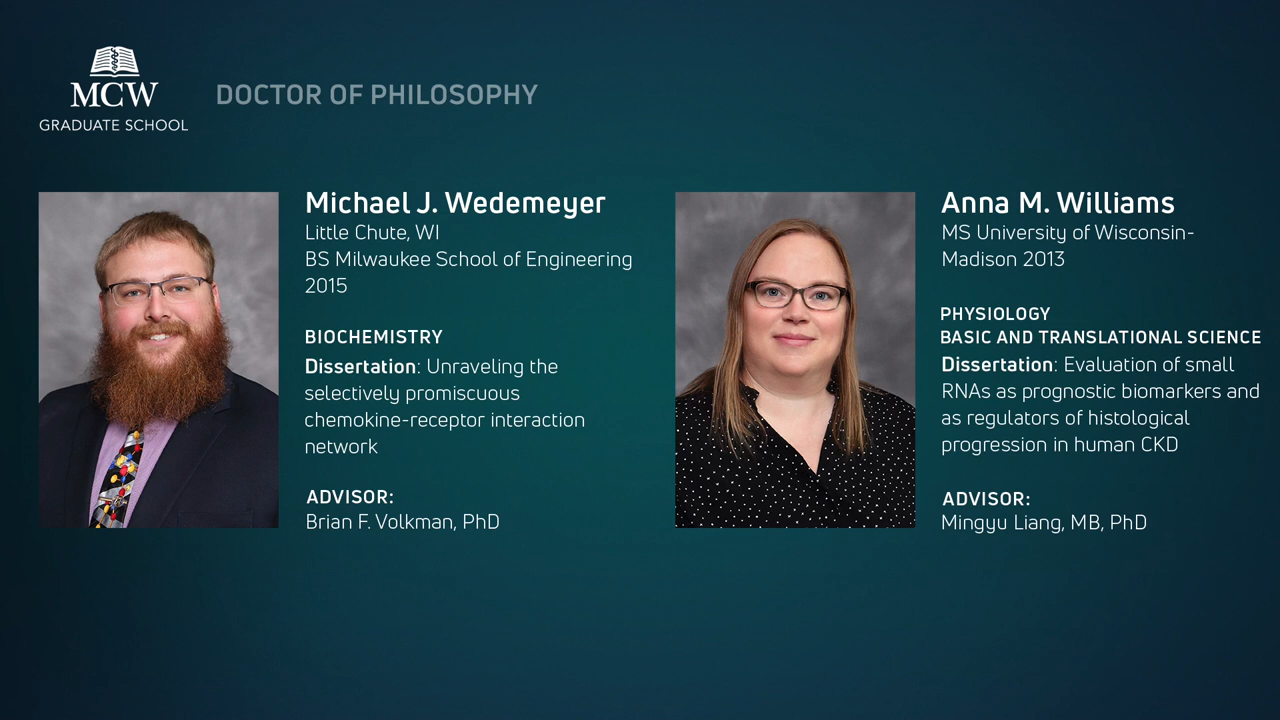 MCW
GRADUATE SCHOOL
DOCTOR OF PHILOSOPHY
Michael J. Wedemeyer
Little Chute, WI
BS Milwaukee School of Engineering
2015
BIOCHEMISTRY
Dissertation: Unraveling the
selectively promiscuous
chemokine-receptor interaction
network
ADVISOR:
Brian F. Volkman, PhD
Anna M. Williams
MS University of Wisconsin-
Madison 2013
PHYSIOLOGY
BASIC AND TRANSLATIONAL SCIENCE
Dissertation: Evaluation of small
RNAs as prognostic biomarkers and
as regulators of histological
progression in human CKD
ADVISOR:
Mingyu Liang, MB, PhD